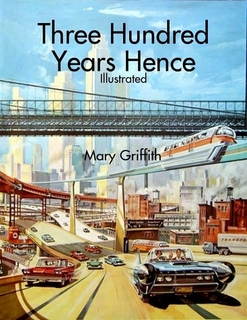 Three Hundred
Years Hence
Illustrated
Mary Griffith